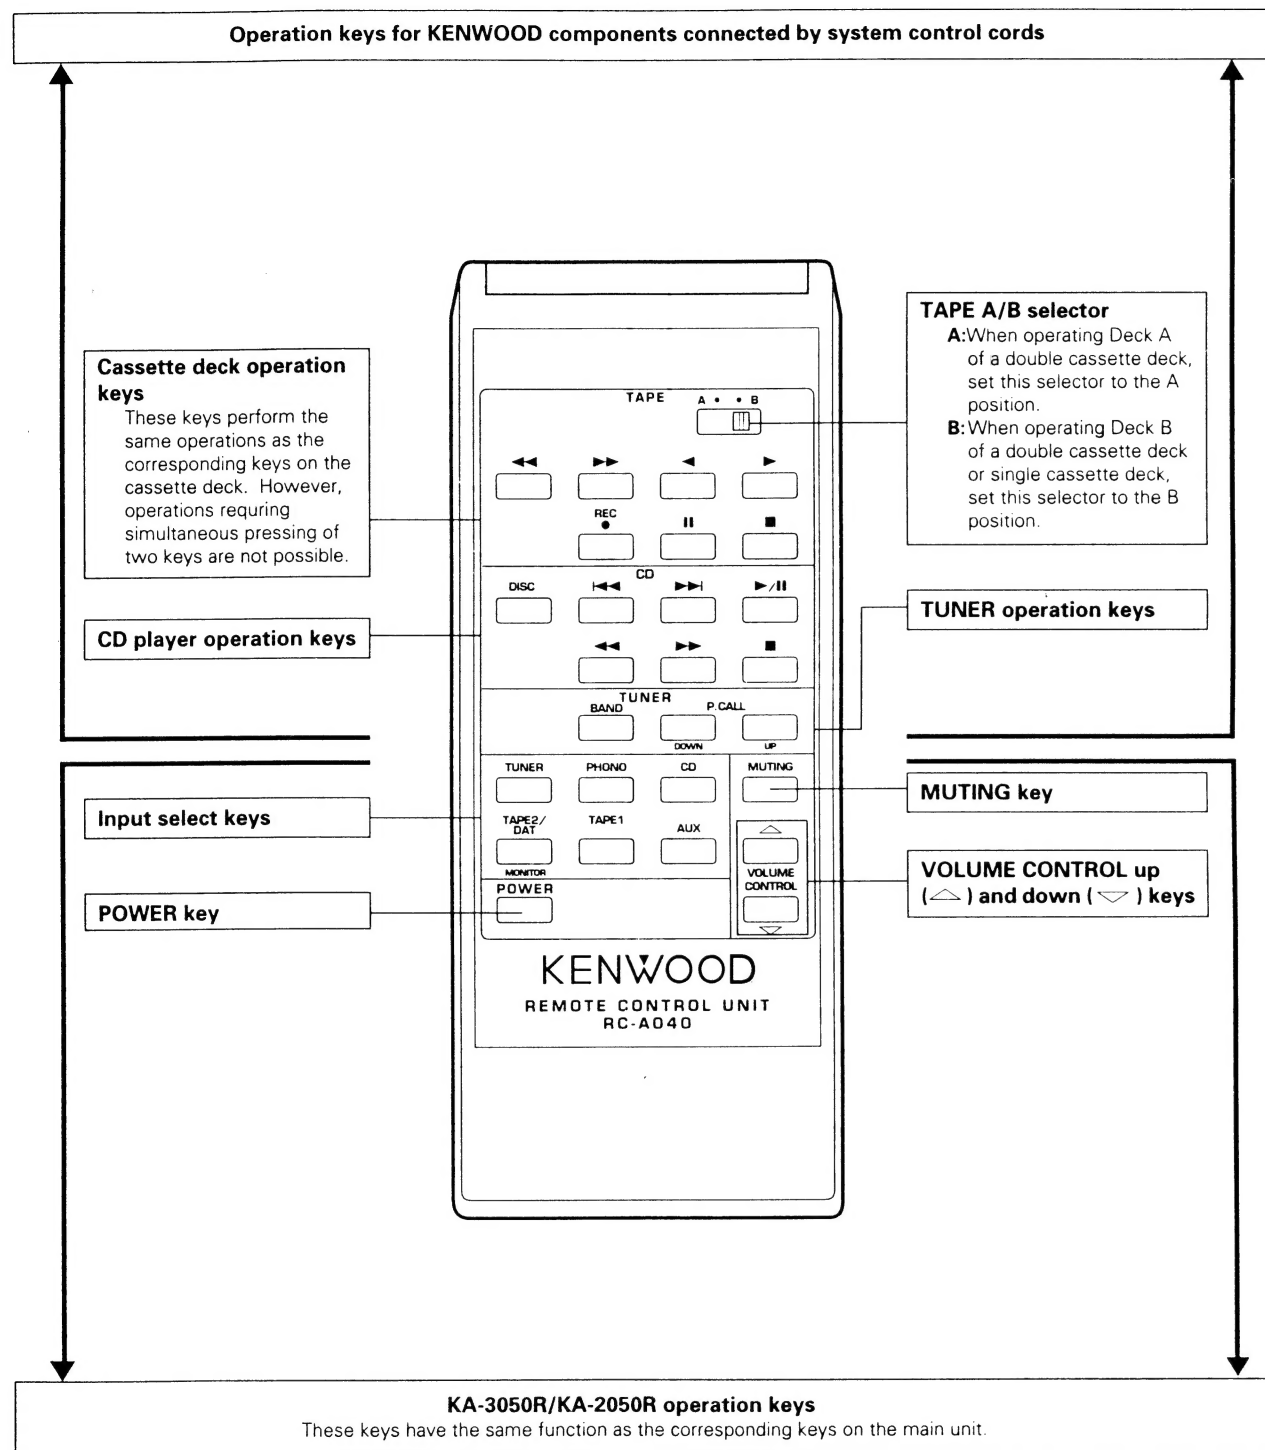 Operation keys for KENWOOD components connected by system control cords
Cassette deck operation
keys
These keys perform the
same operations as the
corresponding keys on the
cassette deck. However,
operations requring
simultaneous pressing of
two keys are not possible.
CD player operation keys
Input select keys
POWER key
TAPE A • • B
◄◄ ►► ◄ ►
REC
● II ■
CD
DISC I◄◄ ►►I ►/II
◄◄ ►► ■
TUNER
BAND P.CALL
DOWN UP
TUNER PHONO CD MUTING
TAPE2/
DAT TAPE1 AUX △
MONITOR
VOLUME
CONTROL
POWER
▽
KENWOOD
REMOTE CONTROL UNIT
RC-A040
TAPE A/B selector
A:When operating Deck A
of a double cassette deck,
set this selector to the A
position.
B:When operating Deck B
of a double cassette deck
or single cassette deck,
set this selector to the B
position.
TUNER operation keys
MUTING key
VOLUME CONTROL up
(△) and down (▽) keys
KA-3050R/KA-2050R operation keys
These keys have the same function as the corresponding keys on the main unit.